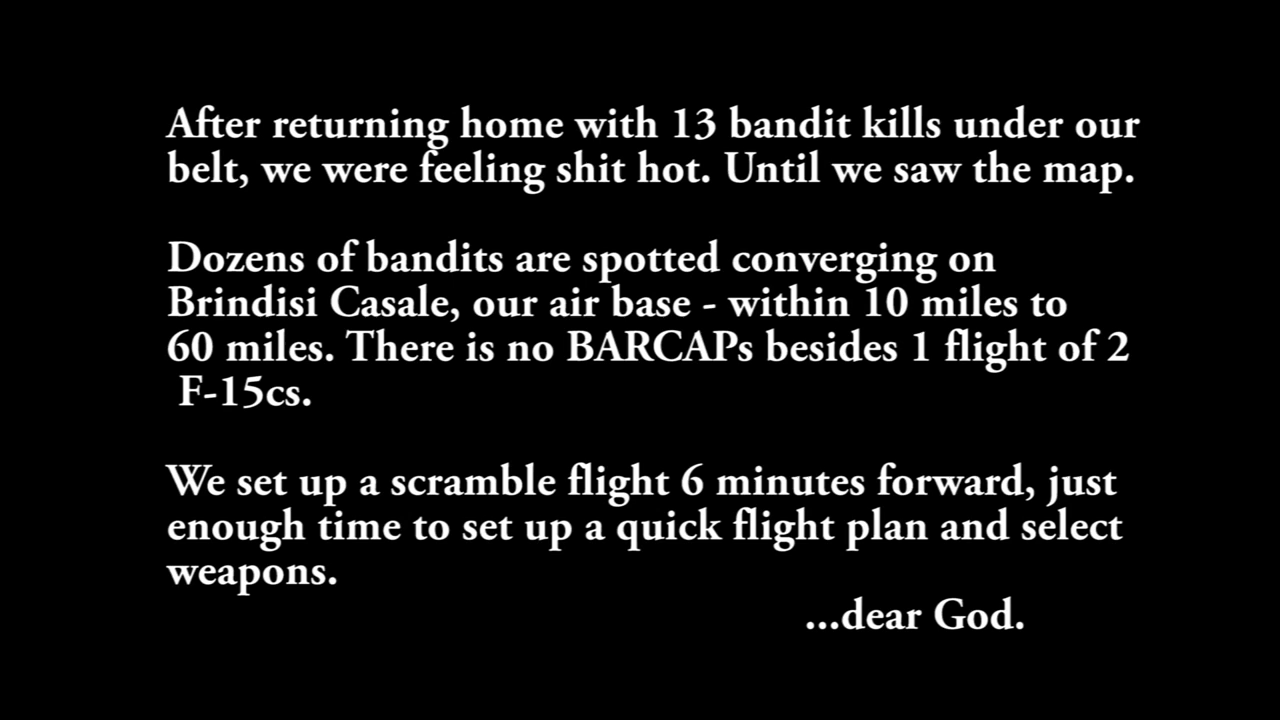 After returning home with 13 bandit kills under our
belt, we were feeling shit hot. Until we saw the map.
Dozens of bandits are spotted converging on
Brindisi Casale, our air base - within 10 miles to
60 miles. There is no BARCAPs besides 1 flight of 2
F-15cs.
We set up a scramble flight 6 minutes forward, just
enough time to set up a quick flight plan and select
weapons.
...dear God.